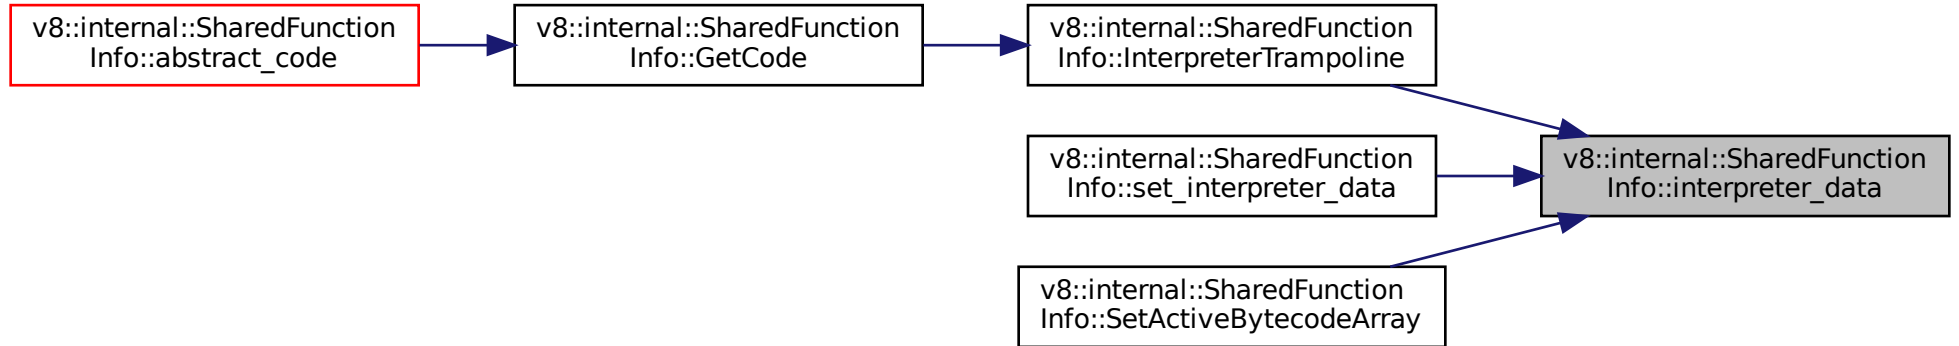 v8::internal::SharedFunction
Info::abstract_code
v8::internal::SharedFunction
Info::GetCode
v8::internal::SharedFunction
Info::InterpreterTrampoline
v8::internal::SharedFunction
Info::set_interpreter_data
v8::internal::SharedFunction
Info::SetActiveBytecodeArray
v8::internal::SharedFunction
Info::interpreter_data